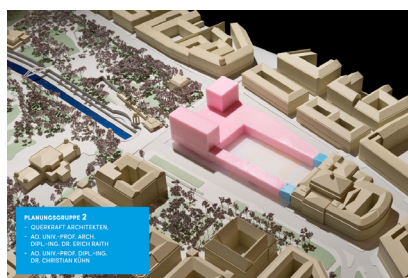 PLANUNGSGRUPPE 2
- QUERKRAFT ARCHITEKTEN,
- AO. UNIV.-PROF. ARCH.
DIPL.-ING. DR. ERICH RAITH
- AO. UNIV.-PROF. DIPL.-ING.
DR. CHRISTIAN KÜHN